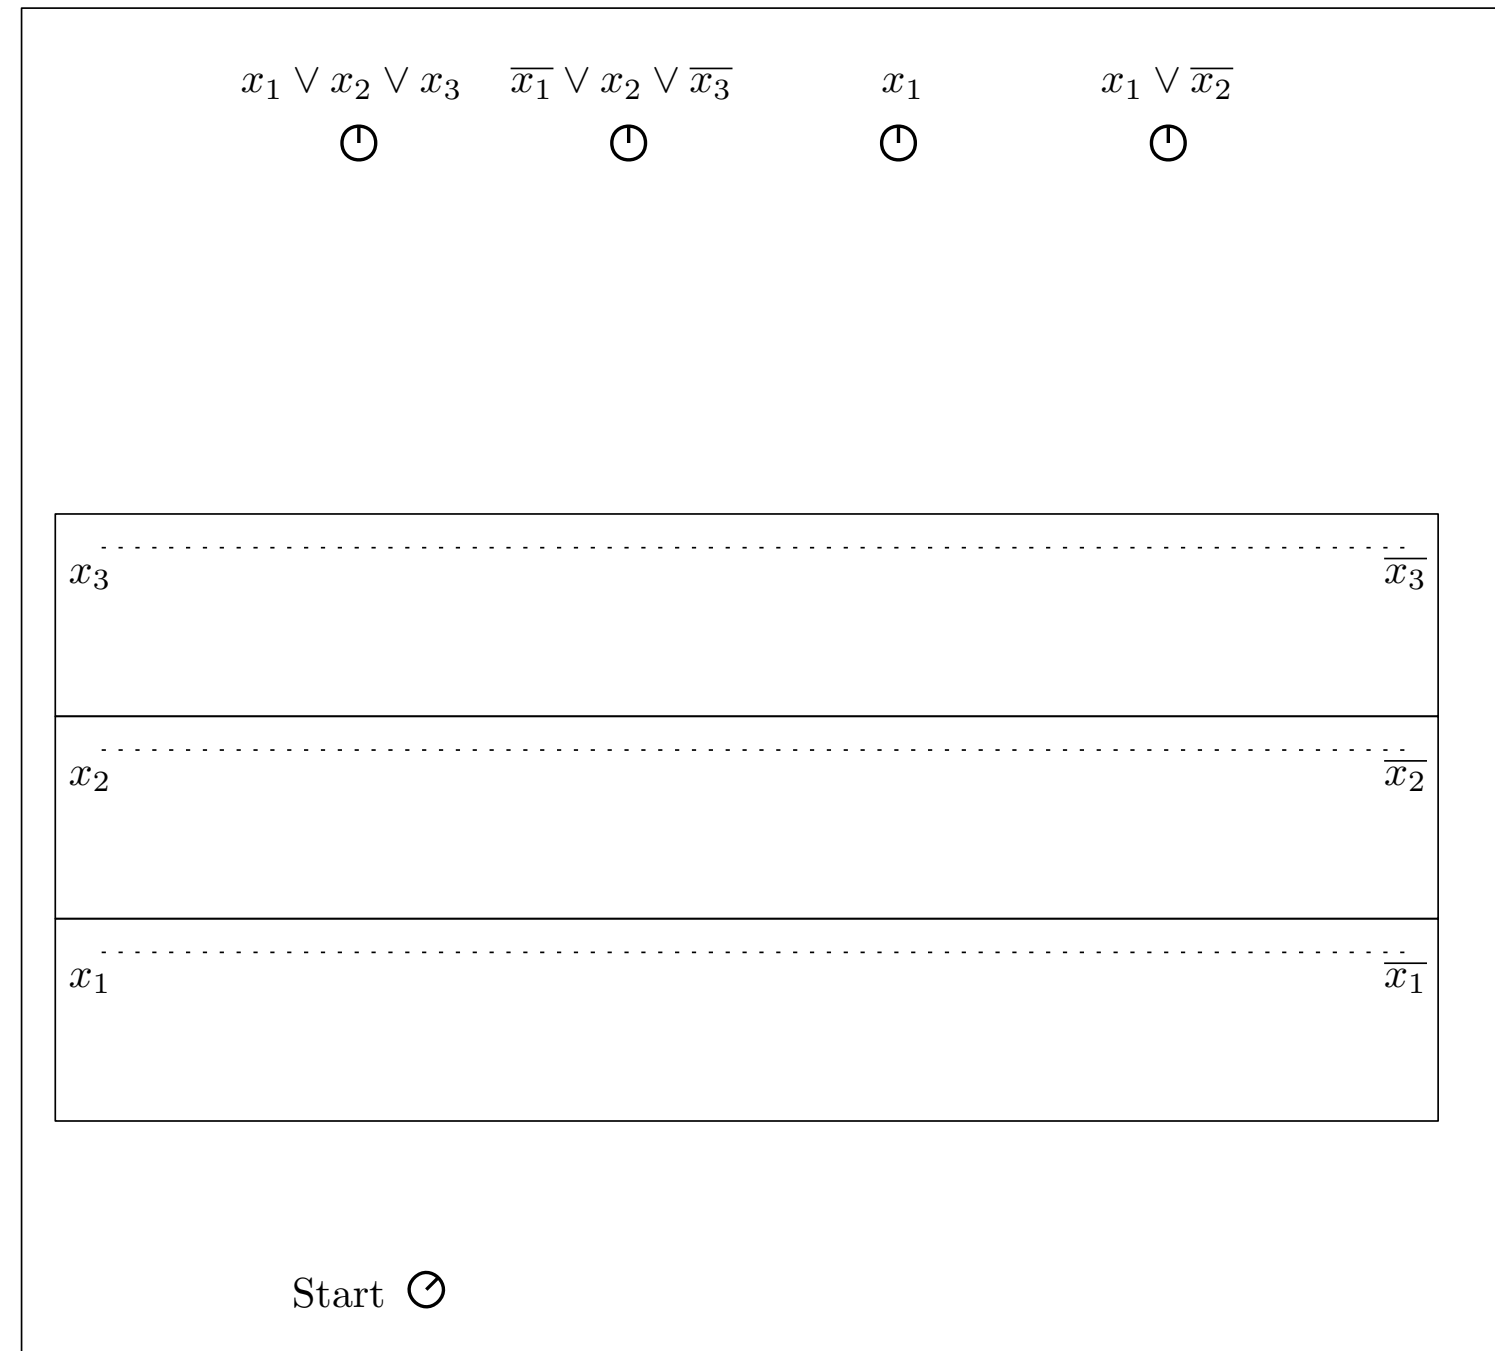 x₁ ∨ x₂ ∨ x₃ x̅₁ ∨ x₂ ∨ x̅₃ x₁ x₁ ∨ x̅₂
x₃ x̅₃
x₂ x̅₂
x₁ x̅₁
Start